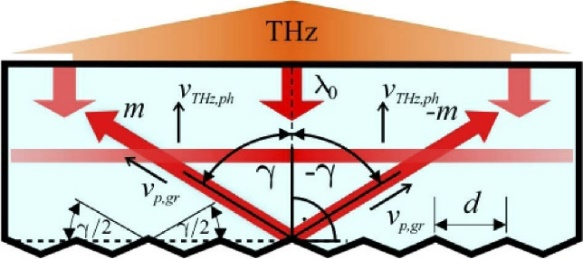 THz
v_THz,ph λ₀ v_THz,ph
m -m
γ -γ
v_p,gr v_p,gr
γ/2 γ/2 d